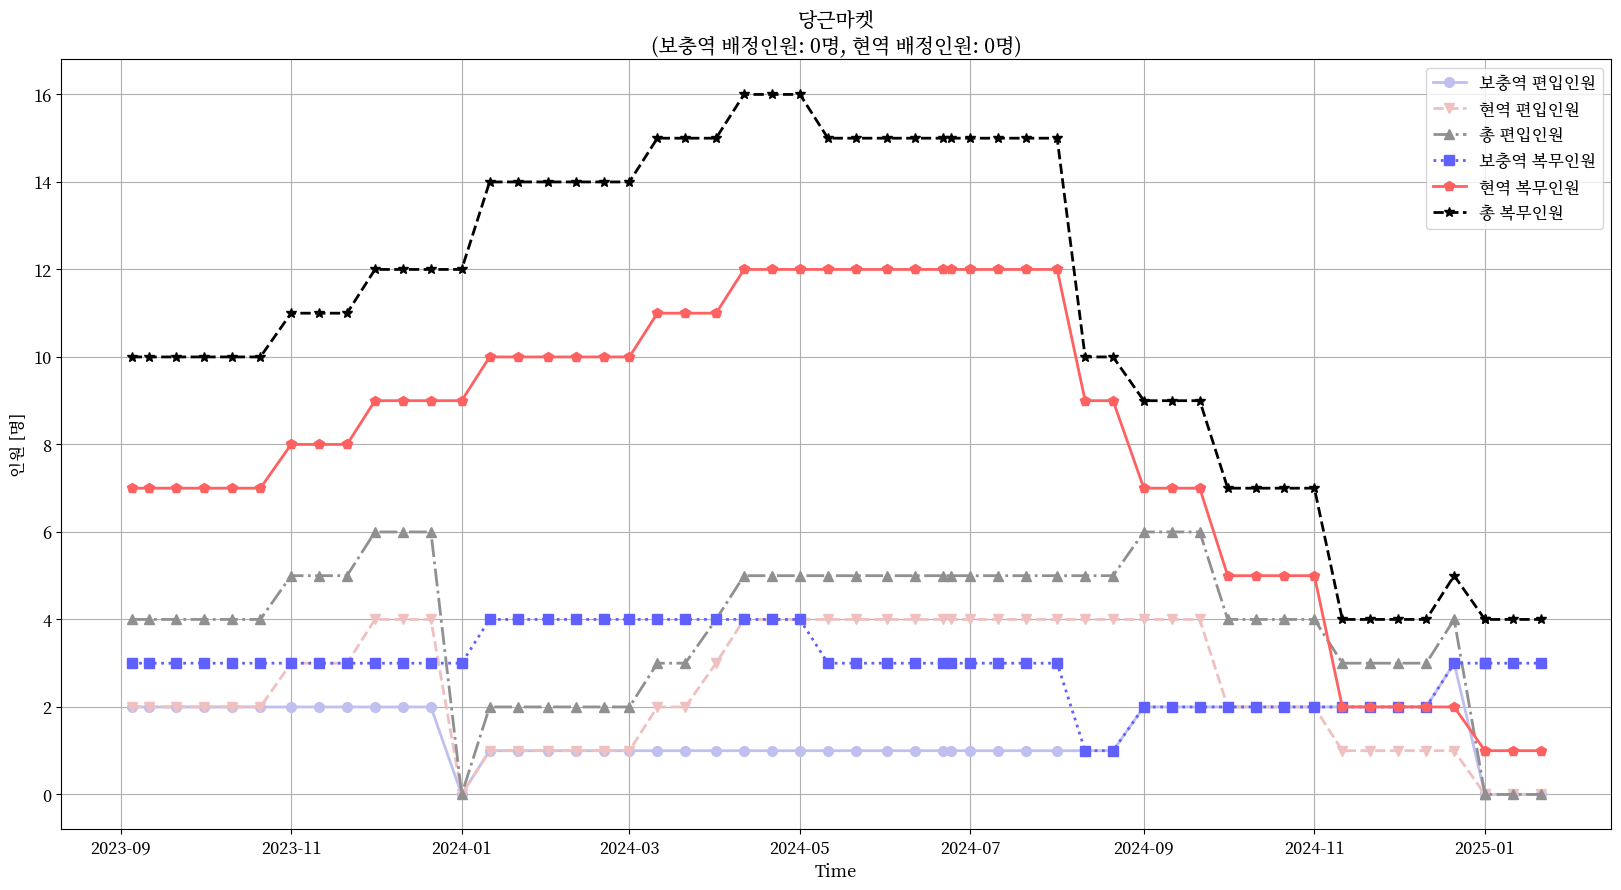 당근마켓
(보충역 배정인원: 0명, 현역 배정인원: 0명)
보충역 편입인원
현역 편입인원
총 편입인원
보충역 복무인원
현역 복무인원
총 복무인원
인원 [명]
16
14
12
10
8
6
4
2
0
2023-09
2023-11
2024-01
2024-03
2024-05
2024-07
2024-09
2024-11
2025-01
Time